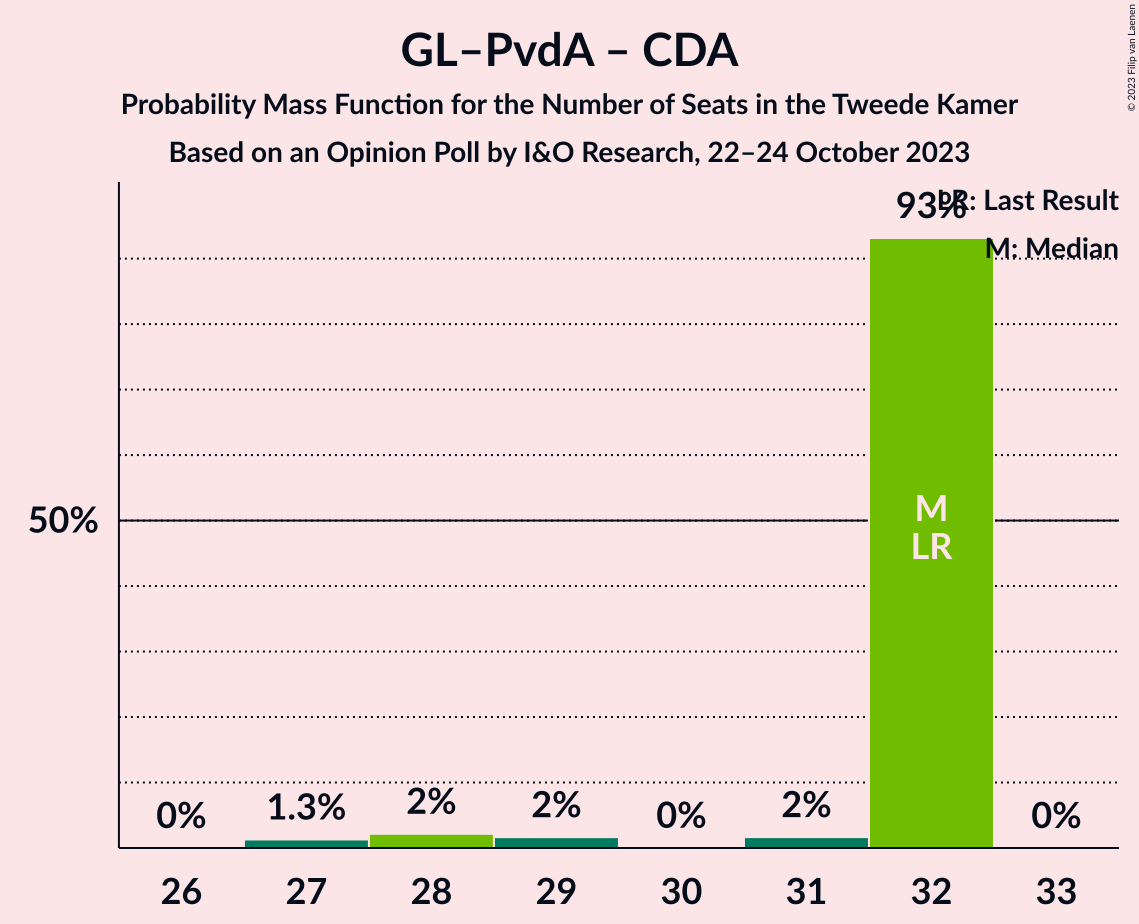 GL–PvdA – CDA
Probability Mass Function for the Number of Seats in the Tweede Kamer
Based on an Opinion Poll by I&O Research, 22–24 October 2023
© 2023 Filip van Laenen
LR: Last Result
M: Median
93%
50%
M
LR
0%
1.3%
2%
2%
0%
2%
0%
26
27
28
29
30
31
32
33